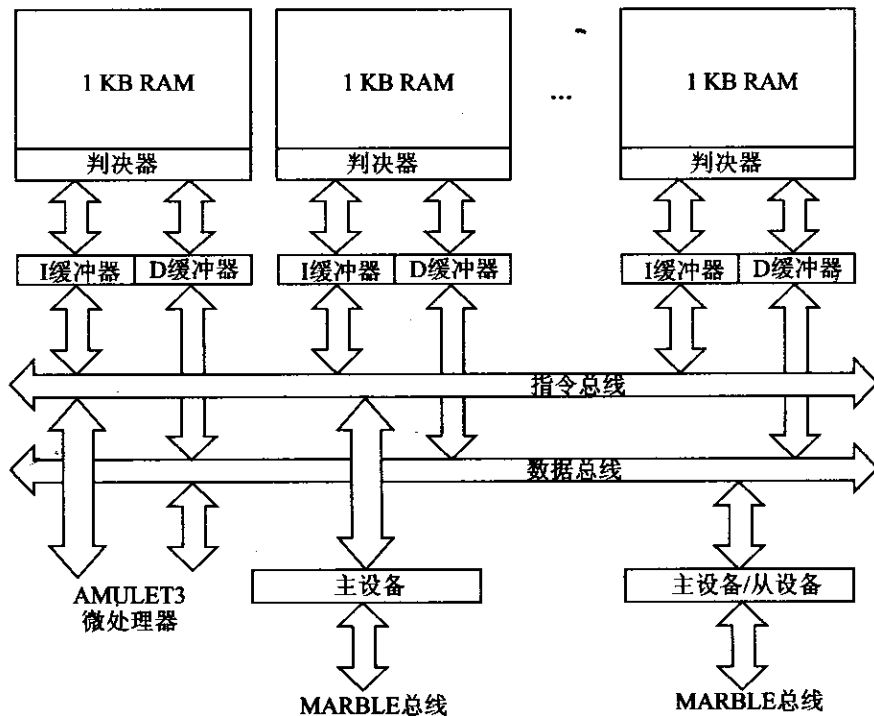 1 KB RAM
1 KB RAM
...
1 KB RAM
判决器
判决器
判决器
I缓冲器
D缓冲器
I缓冲器
D缓冲器
I缓冲器
D缓冲器
指令总线
数据总线
主设备
主设备/从设备
AMULET3
微处理器
MARBLE总线
MARBLE总线